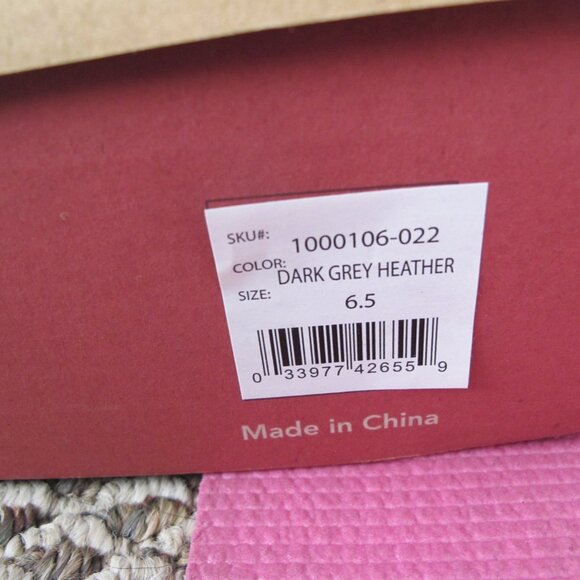 SKU#: 1000106-022
COLOR: DARK GREY HEATHER
SIZE: 6.5
0 33977 42655 9
Made in China